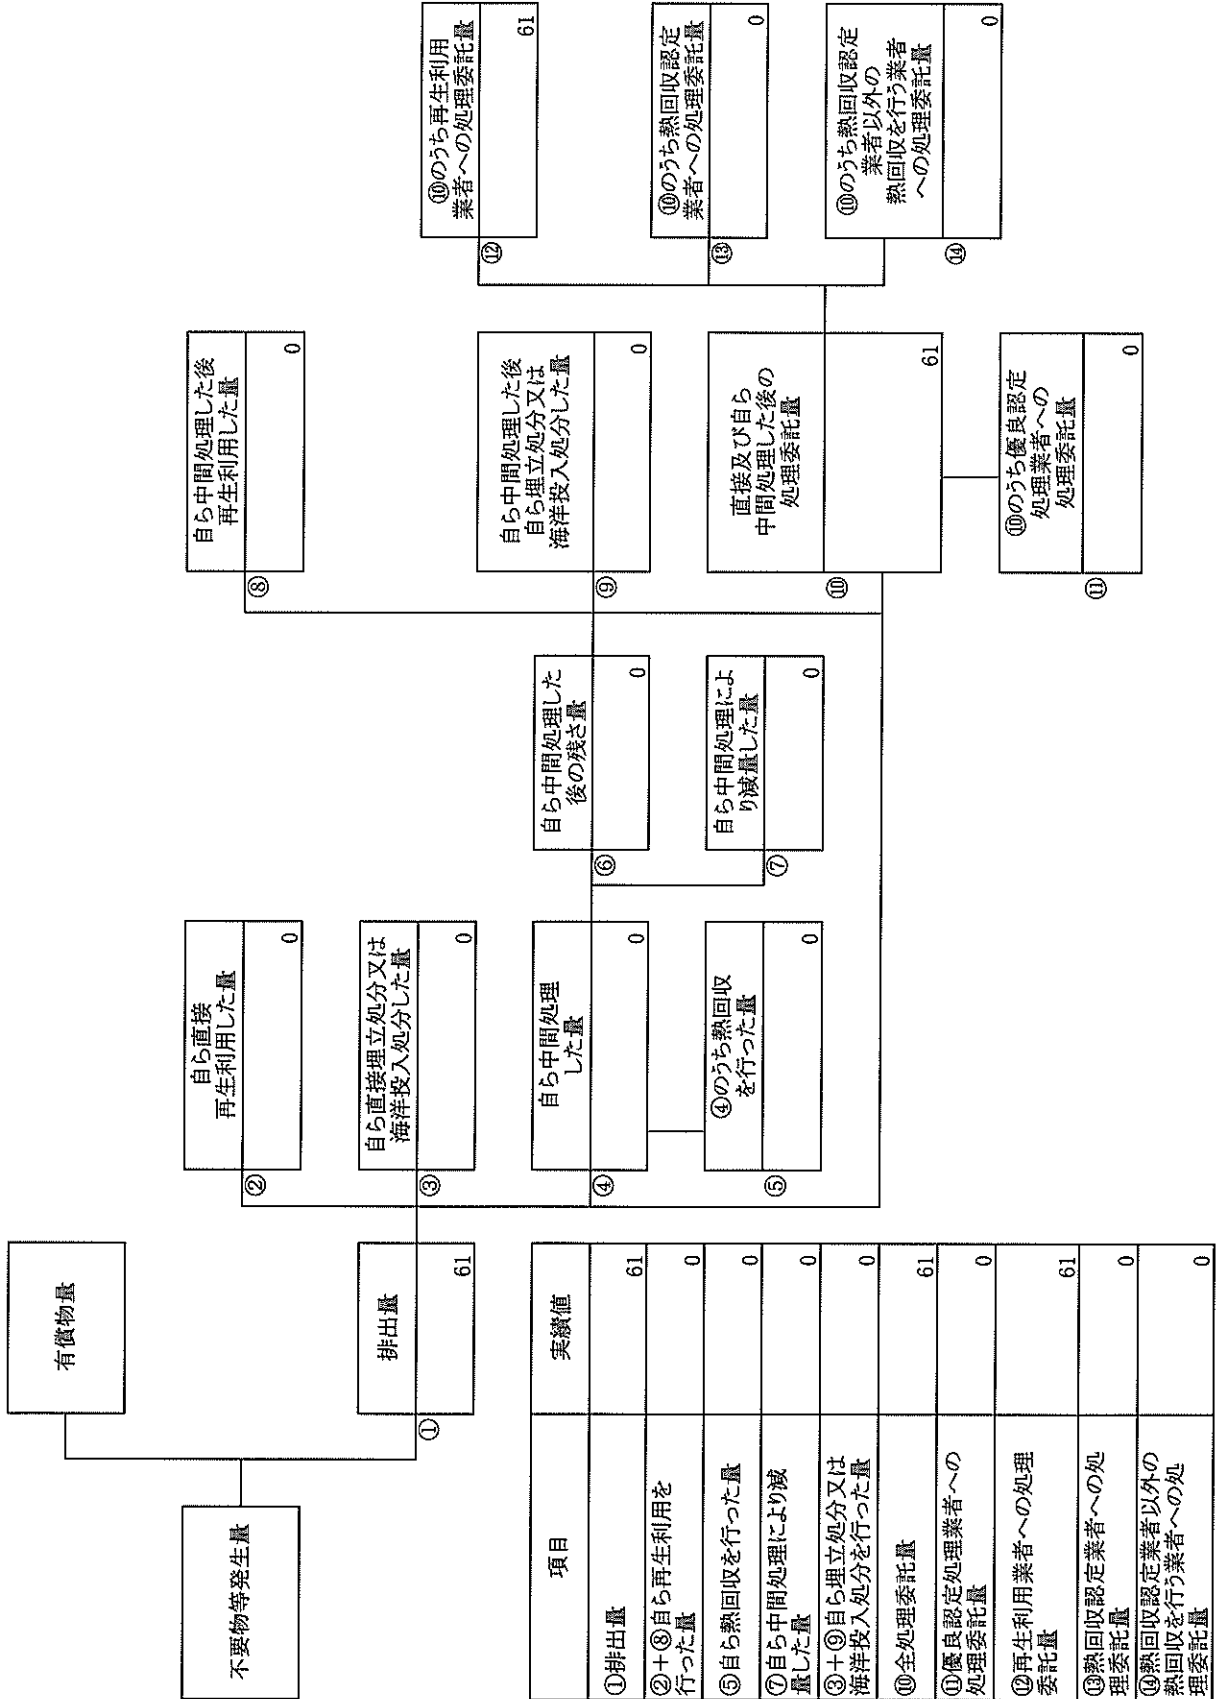 不要物等発生量
有償物量
排出量
①
61
②
自ら直接
再生利用した量
0
③
自ら直接埋立処分又は
海洋投入処分した量
0
④
自ら中間処理
した量
0
⑤
④のうち熱回収
を行った量
0
⑥
自ら中間処理した
後の残さ量
0
⑦
自ら中間処理によ
り減量した量
0
⑧
自ら中間処理した後
再生利用した量
0
⑨
自ら中間処理した後
自ら埋立処分又は
海洋投入処分した量
0
⑩
直接及び自ら
中間処理した後の
処理委託量
61
⑪
⑩のうち優良認定
処理業者への
処理委託量
0
⑫
⑩のうち再生利用
業者への処理委託量
61
⑬
⑩のうち熱回収認定
業者への処理委託量
0
⑭
⑩のうち熱回収認定
業者以外の
熱回収を行う業者
への処理委託量
0
項目 実績値
①排出量 61
②+⑧自ら再生利用を
行った量 0
⑤自ら熱回収を行った量 0
⑦自ら中間処理により減
量した量 0
③+⑨自ら埋立処分又は
海洋投入処分を行った量 0
⑩全処理委託量 61
⑪優良認定処理業者への
処理委託量 0
⑫再生利用業者への処理
委託量 61
⑬熱回収認定業者への処
理委託量 0
⑭熱回収認定業者以外の
熱回収を行う業者への処
理委託量 0